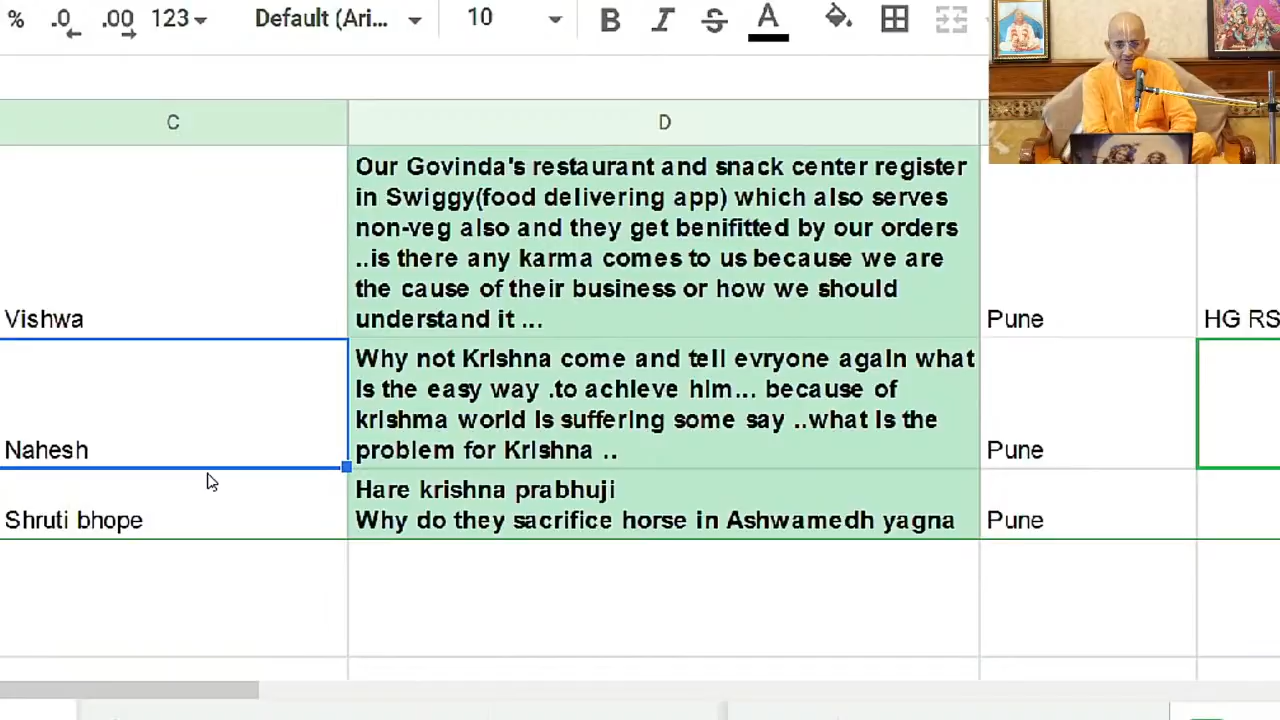 % .0 .00 123 Default (Ari... 10 B I S A
C D
Our Govinda's restaurant and snack center register
in Swiggy(food delivering app) which also serves
non-veg also and they get benifitted by our orders
..is there any karma comes to us because we are
the cause of their business or how we should
understand it ...
Vishwa
Pune
HG RS
Why not Krishna come and tell evryone again what
is the easy way .to achieve him... because of
krishma world is suffering some say ..what is the
problem for Krishna ..
Nahesh
Pune
Hare krishna prabhuji
Why do they sacrifice horse in Ashwamedh yagna
Shruti bhope
Pune